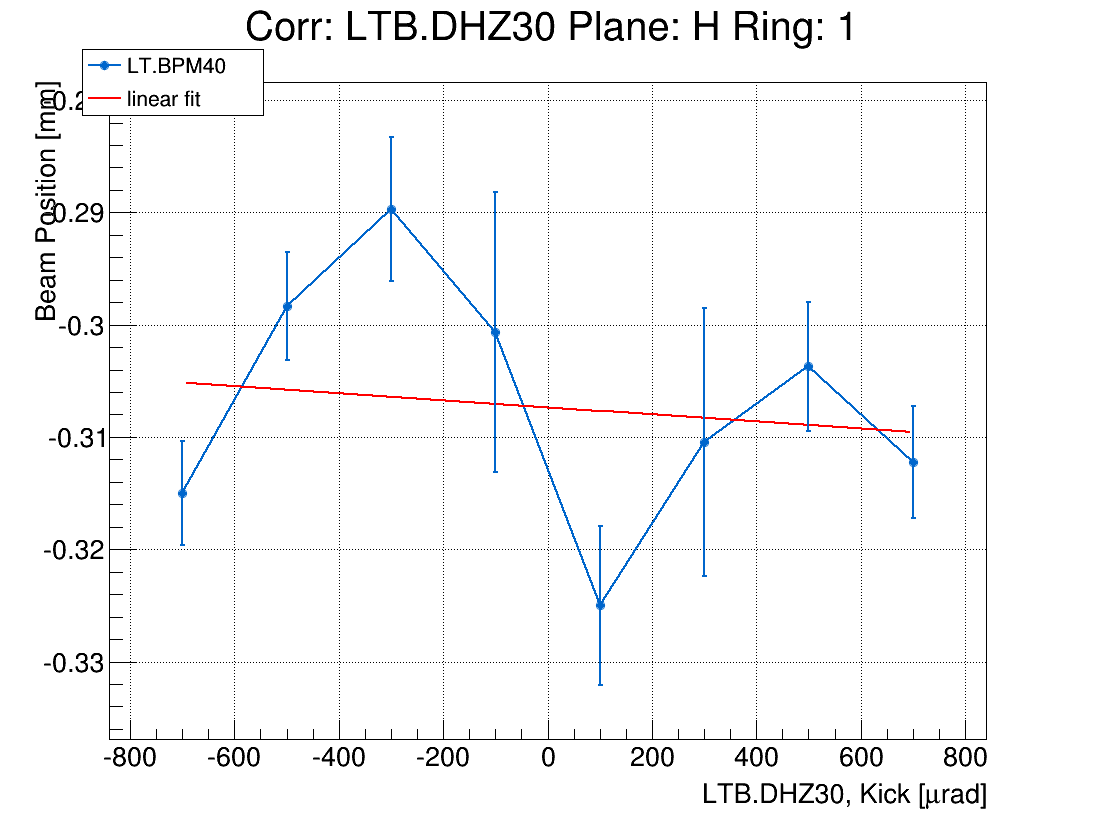 Corr: LTB.DHZ30 Plane: H Ring: 1
LT.BPM40
linear fit
Beam Position [mm]
-0.29
-0.3
-0.31
-0.32
-0.33
-800
-600
-400
-200
0
200
400
600
800
LTB.DHZ30, Kick [μrad]